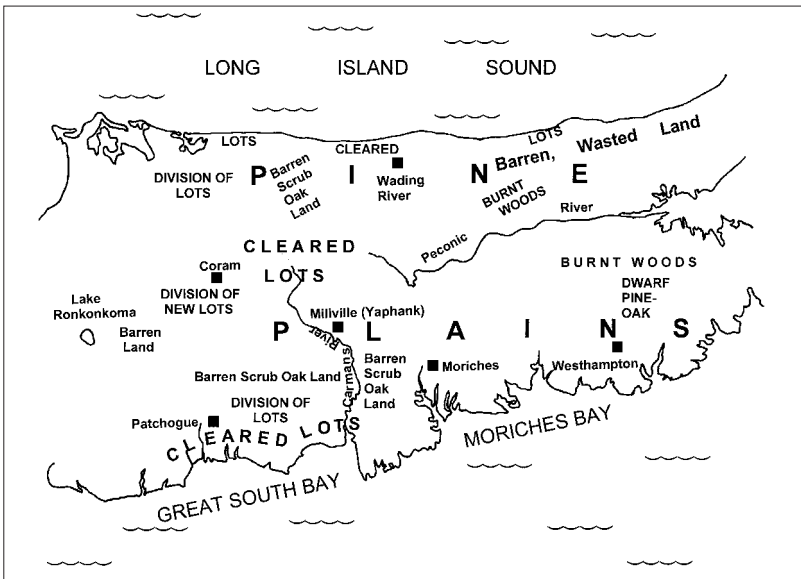 LONG ISLAND SOUND
LOTS
CLEARED
LOTS
Barren, Wasted Land
DIVISION OF
LOTS
PINE
Barren
Scrub
Oak
Land
Wading
River
BURNT
WOODS
Peconic River
CLEARED
LOTS
Coram
DIVISION OF
NEW LOTS
BURNT WOODS
DWARF
PINE-
OAK
Lake
Ronkonkoma
Barren
Land
Millville (Yaphank)
PLAINS
Carmans River
Barren
Scrub
Oak
Land
Moriches
Westhampton
Barren Scrub Oak Land
DIVISION OF
LOTS
Patchogue
CLEARED LOTS
MORICHES BAY
GREAT SOUTH BAY